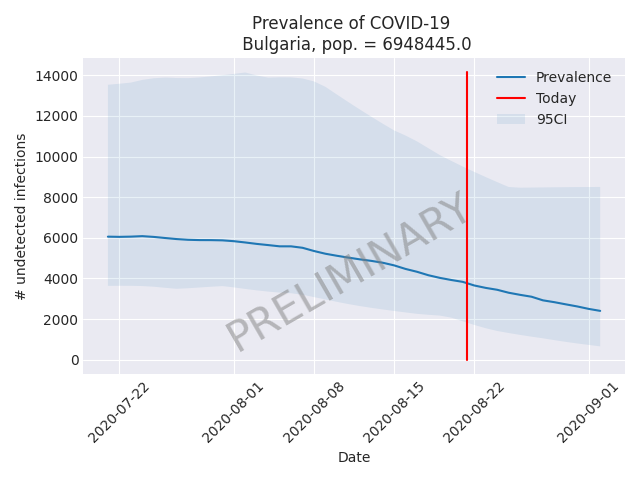 Prevalence of COVID-19
Bulgaria, pop. = 6948445.0
14000
12000
10000
8000
6000
4000
2000
0
# undetected infections
Prevalence
Today
95CI
PRELIMINARY
2020-07-22
2020-08-01
2020-08-08
2020-08-15
2020-08-22
2020-09-01
Date